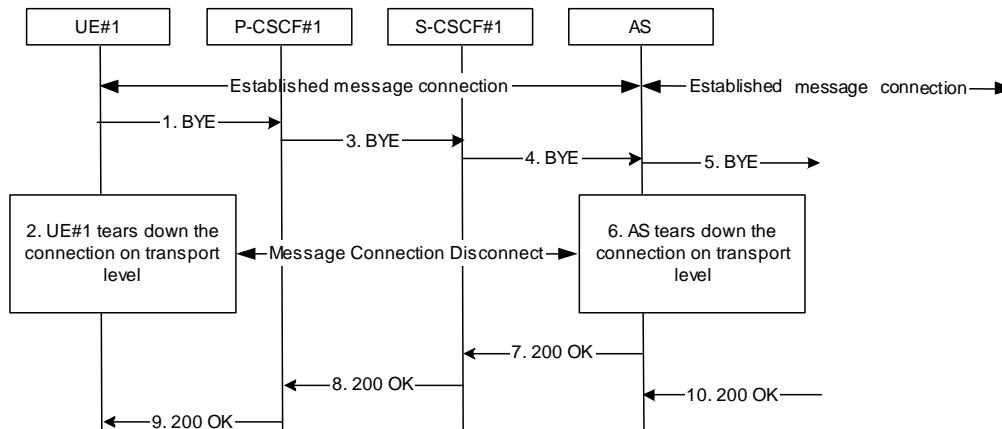 UE#1
P-CSCF#1
S-CSCF#1
AS
Established message connection
Established message connection
1. BYE
3. BYE
4. BYE
5. BYE
2. UE#1 tears down the
connection on transport
level
Message Connection Disconnect
6. AS tears down the
connection on transport
level
7. 200 OK
8. 200 OK
10. 200 OK
9. 200 OK